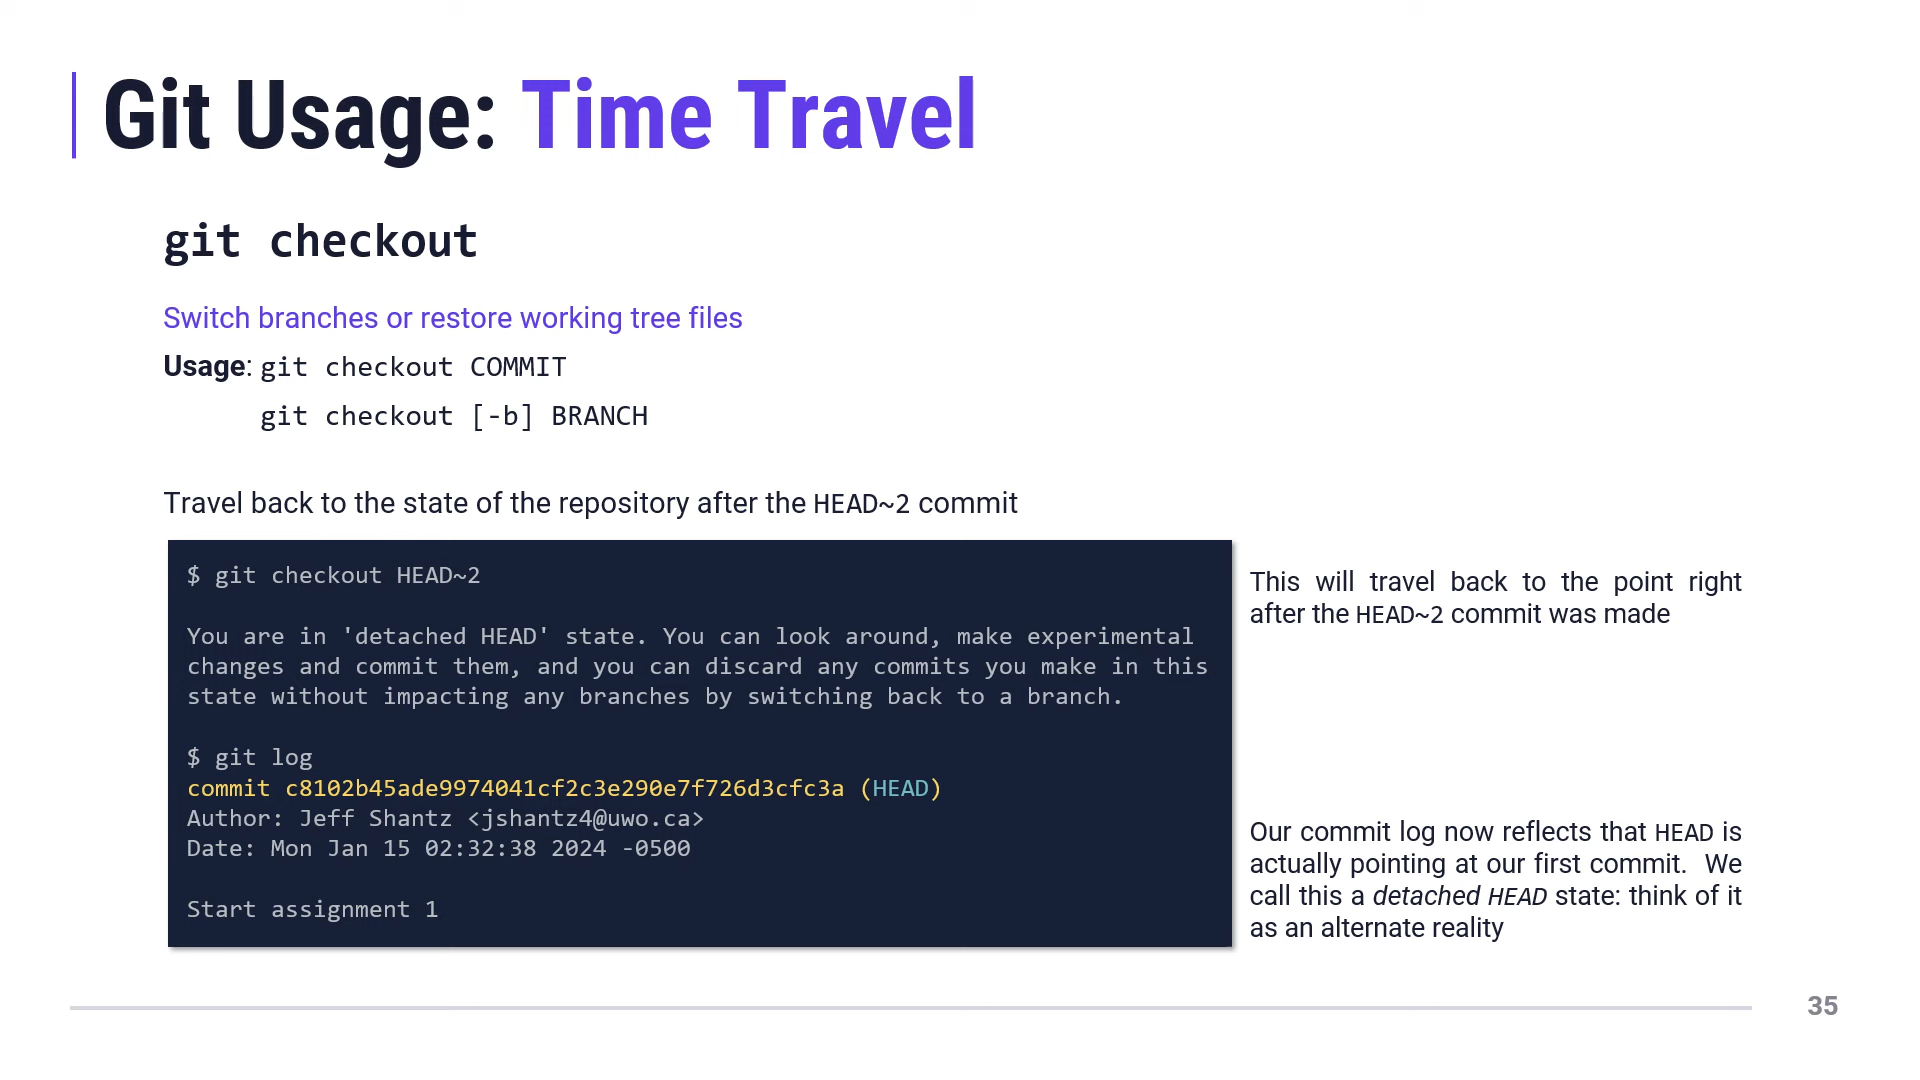 Git Usage: Time Travel
git checkout
Switch branches or restore working tree files
Usage: git checkout COMMIT
git checkout [-b] BRANCH
Travel back to the state of the repository after the HEAD~2 commit
$ git checkout HEAD~2
You are in 'detached HEAD' state. You can look around, make experimental
changes and commit them, and you can discard any commits you make in this
state without impacting any branches by switching back to a branch.
$ git log
commit c8102b45ade9974041cf2c3e290e7f726d3cfc3a (HEAD)
Author: Jeff Shantz <jshantz4@uwo.ca>
Date: Mon Jan 15 02:32:38 2024 -0500
Start assignment 1
This will travel back to the point right
after the HEAD~2 commit was made
Our commit log now reflects that HEAD is
actually pointing at our first commit. We
call this a detached HEAD state: think of it
as an alternate reality
35